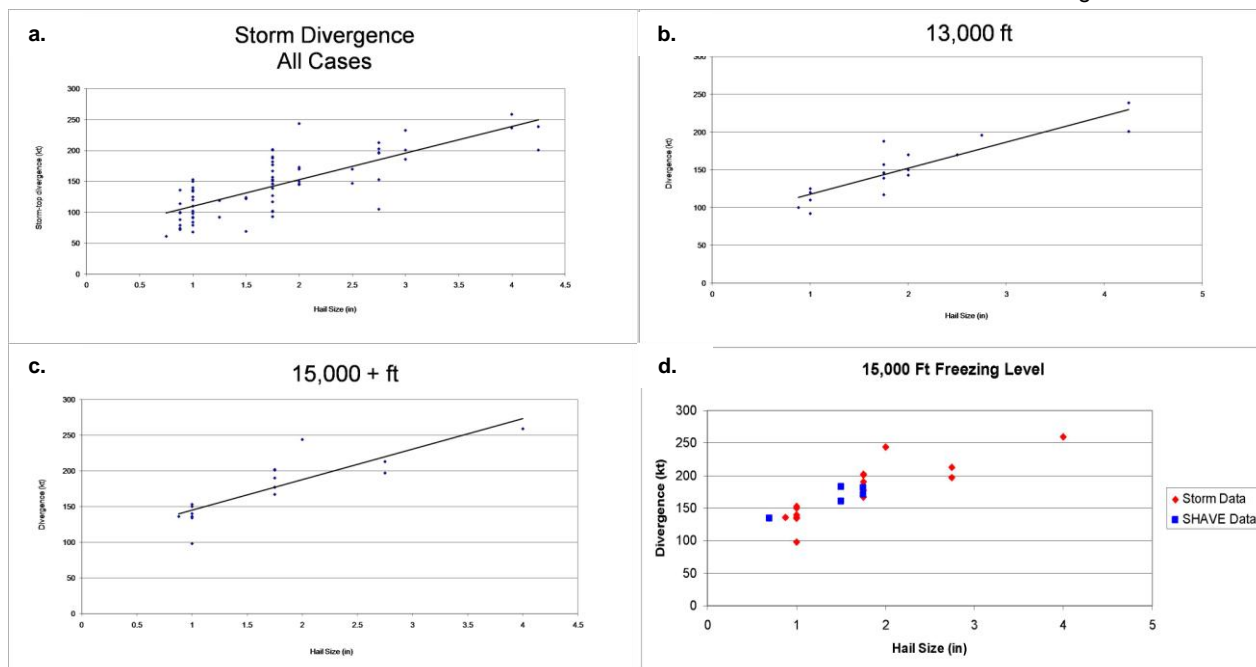 a.
Storm Divergence
All Cases
300
250
200
150
100
50
0
Storm-top divergence (kt)
0 0.5 1 1.5 2 2.5 3 3.5 4 4.5
Hail Size (in)
b.
13,000 ft
250
200
150
100
50
0
Divergence (kt)
0 1 2 3 4 5
Hail Size (in)
c.
15,000 + ft
300
250
200
150
100
50
0
Divergence (kt)
0 0.5 1 1.5 2 2.5 3 3.5 4 4.5
Hail Size (in)
d.
15,000 Ft Freezing Level
300
250
200
150
100
50
0
Divergence (kt)
0 1 2 3 4 5
Hail Size (in)
Storm Data
SHAVE Data